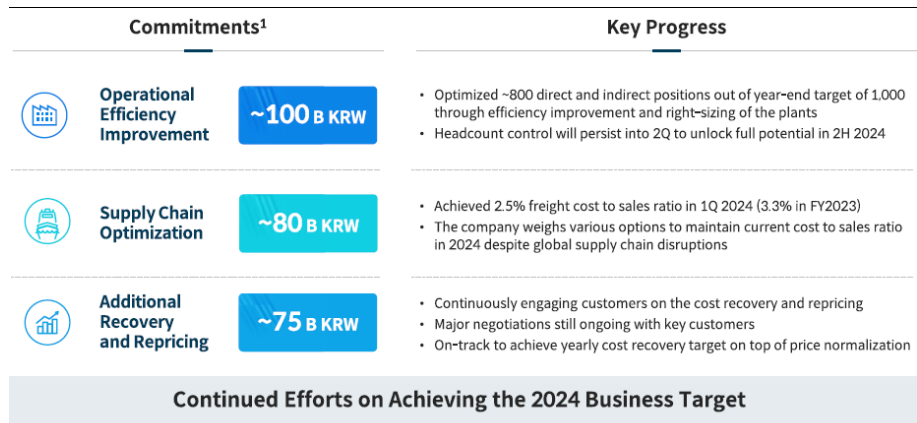 Commitments¹
Key Progress
Operational
Efficiency
Improvement
~100 B KRW
• Optimized ~800 direct and indirect positions out of year-end target of 1,000
through efficiency improvement and right-sizing of the plants
• Headcount control will persist into 2Q to unlock full potential in 2H 2024
Supply Chain
Optimization
~80 B KRW
• Achieved 2.5% freight cost to sales ratio in 1Q 2024 (3.3% in FY2023)
• The company weighs various options to maintain current cost to sales ratio
in 2024 despite global supply chain disruptions
Additional
Recovery
and Repricing
~75 B KRW
• Continuously engaging customers on the cost recovery and repricing
• Major negotiations still ongoing with key customers
• On-track to achieve yearly cost recovery target on top of price normalization
Continued Efforts on Achieving the 2024 Business Target